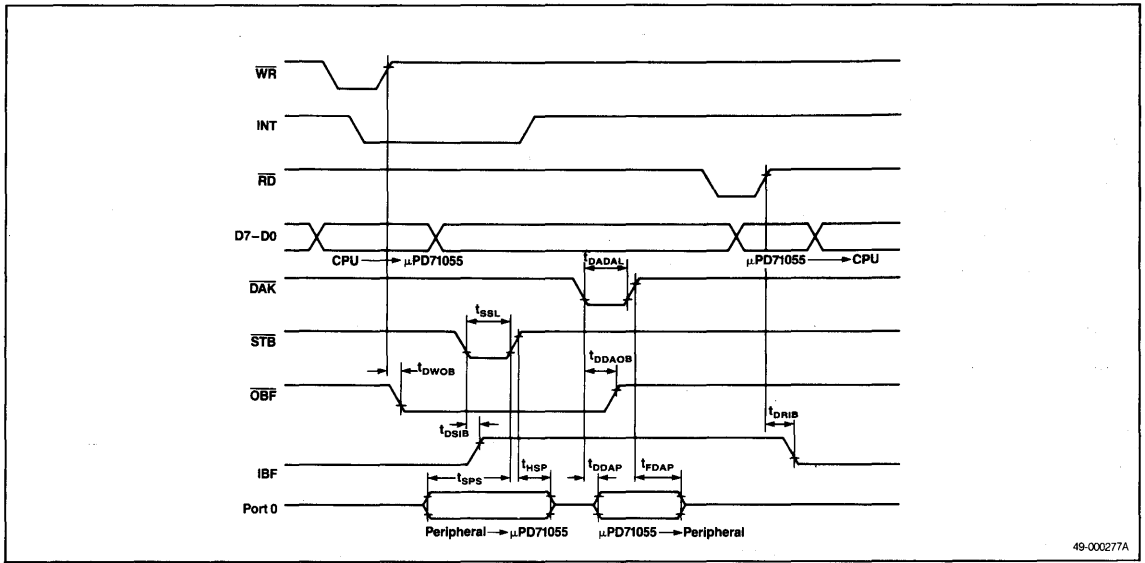 WR
INT
RD
D7–D0
CPU → μPD71055
μPD71055 → CPU
tDADAL
DAK
tSSL
STB
tDWOB
tDDAOB
OBF
tDSIB
tDRIB
IBF
tSPS
tHSP
tDDAP
tFDAP
Port 0
Peripheral → μPD71055
μPD71055 → Peripheral
49-000277A